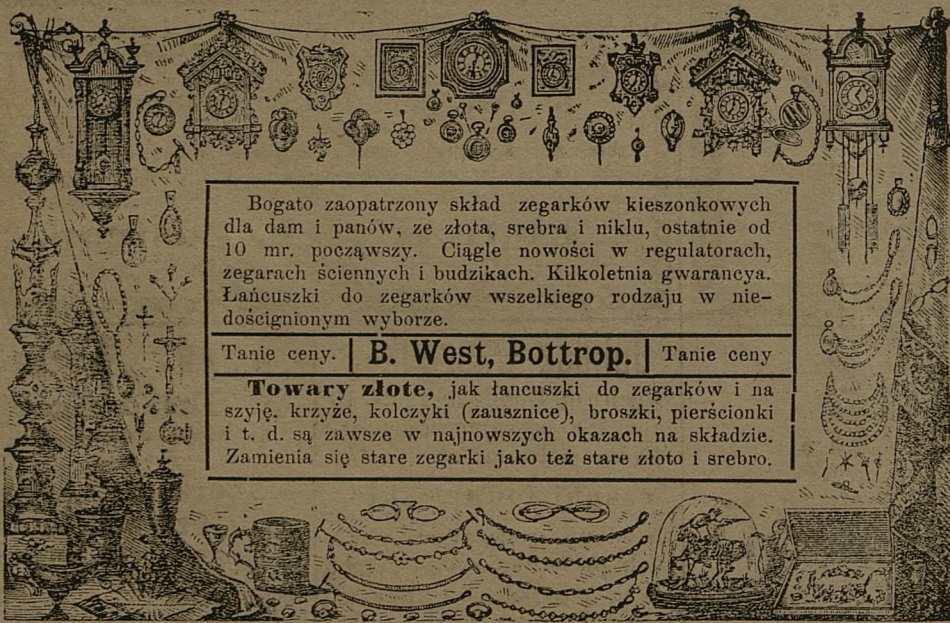 Bogato zaopatrzony skład zegarków kieszonkowych
dla dam i panów, ze złota, srebra i niklu, ostatnie od
10 mr. począwszy. Ciągle nowości w regulatorach,
zegarach ściennych i budzikach. Kilkoletnia gwarancya.
Łańcuszki do zegarków wszelkiego rodzaju w nie-
doścignionym wyborze.
Tanie ceny. B. West, Bottrop. Tanie ceny
Towary złote, jak łancuszki do zegarków i na
szyję. krzyże, kolczyki (zausznice), broszki, pierścionki
i t. d. są zawsze w najnowszych okazach na składzie.
Zamienia się stare zegarki jako też stare złoto i srebro.